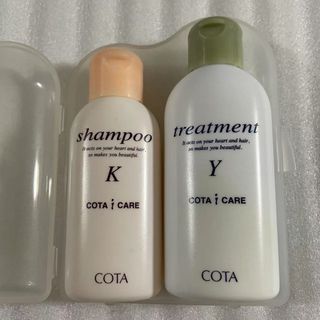 shampoo
It acts on your heart and hair,
so makes you beautiful.
K
COTA i CARE
COTA
treatment
It acts on your heart and hair,
so makes you beautiful.
Y
COTA i CARE
COTA